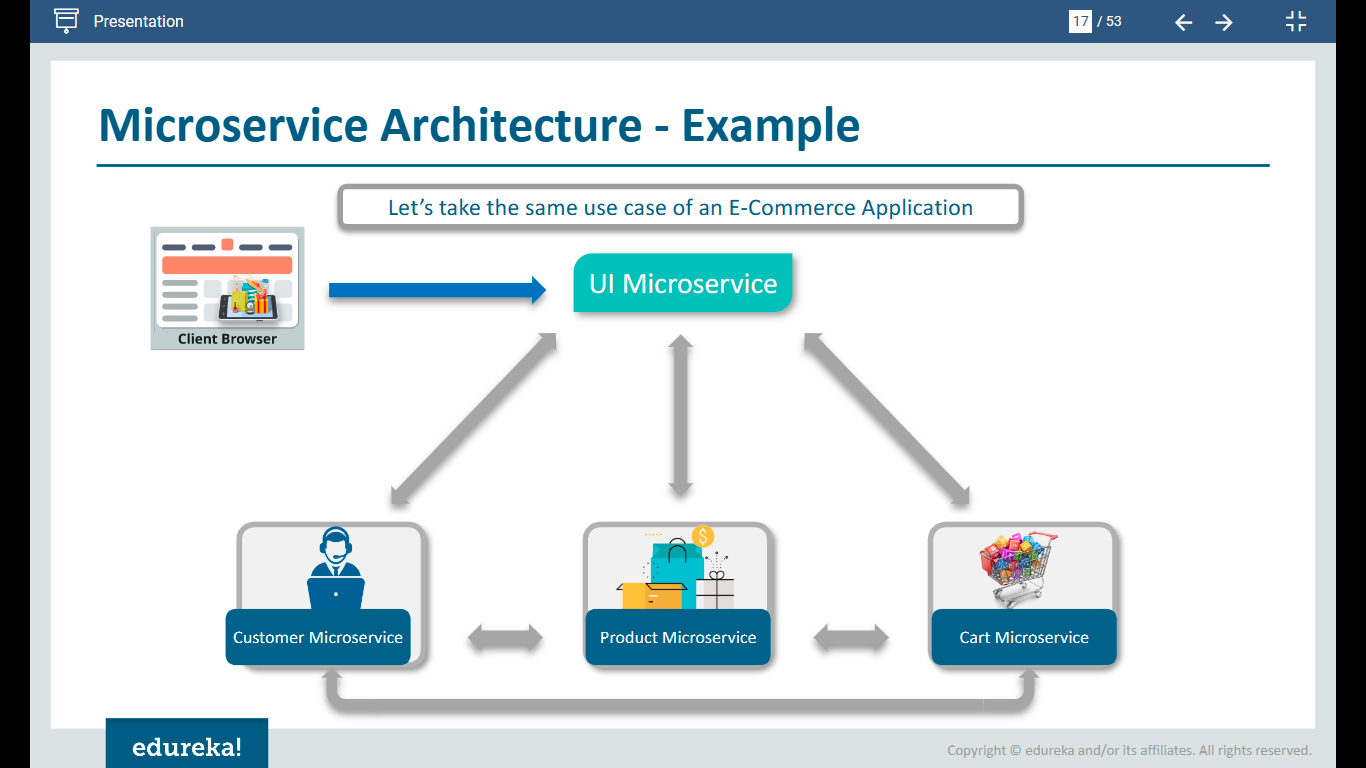 Presentation
17 / 53
Microservice Architecture - Example
Let’s take the same use case of an E-Commerce Application
UI Microservice
Client Browser
$
Customer Microservice
Product Microservice
Cart Microservice
edureka!
Copyright © edureka and/or its affiliates. All rights reserved.